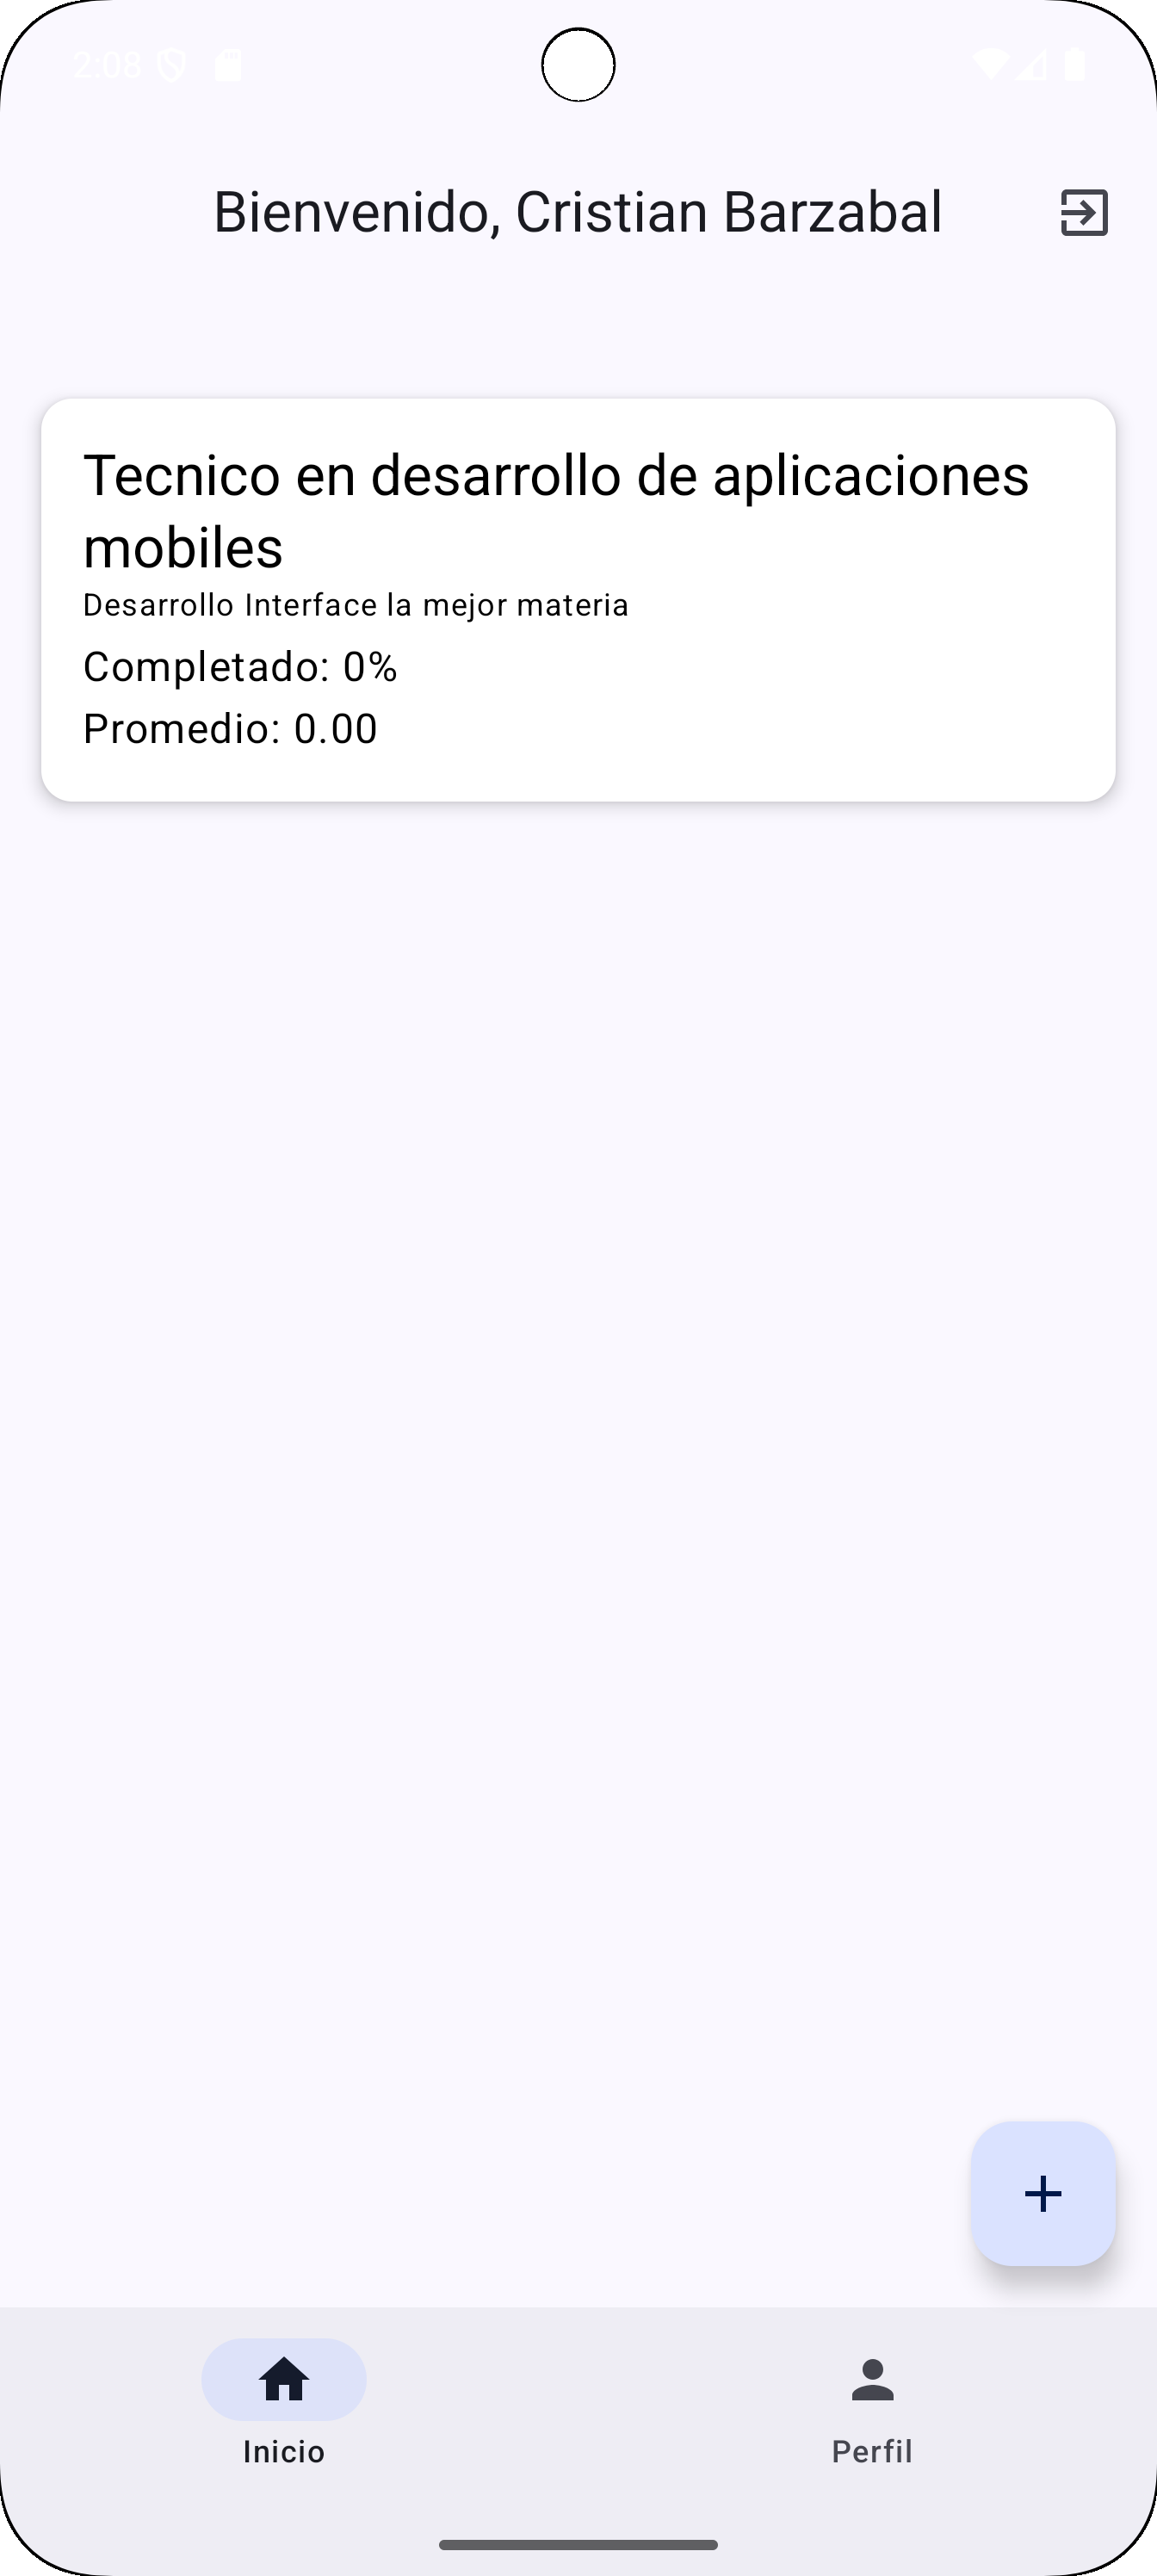 2:08
Bienvenido, Cristian Barzabal
Tecnico en desarrollo de aplicaciones
mobiles
Desarrollo Interface la mejor materia
Completado: 0%
Promedio: 0.00
Inicio
Perfil